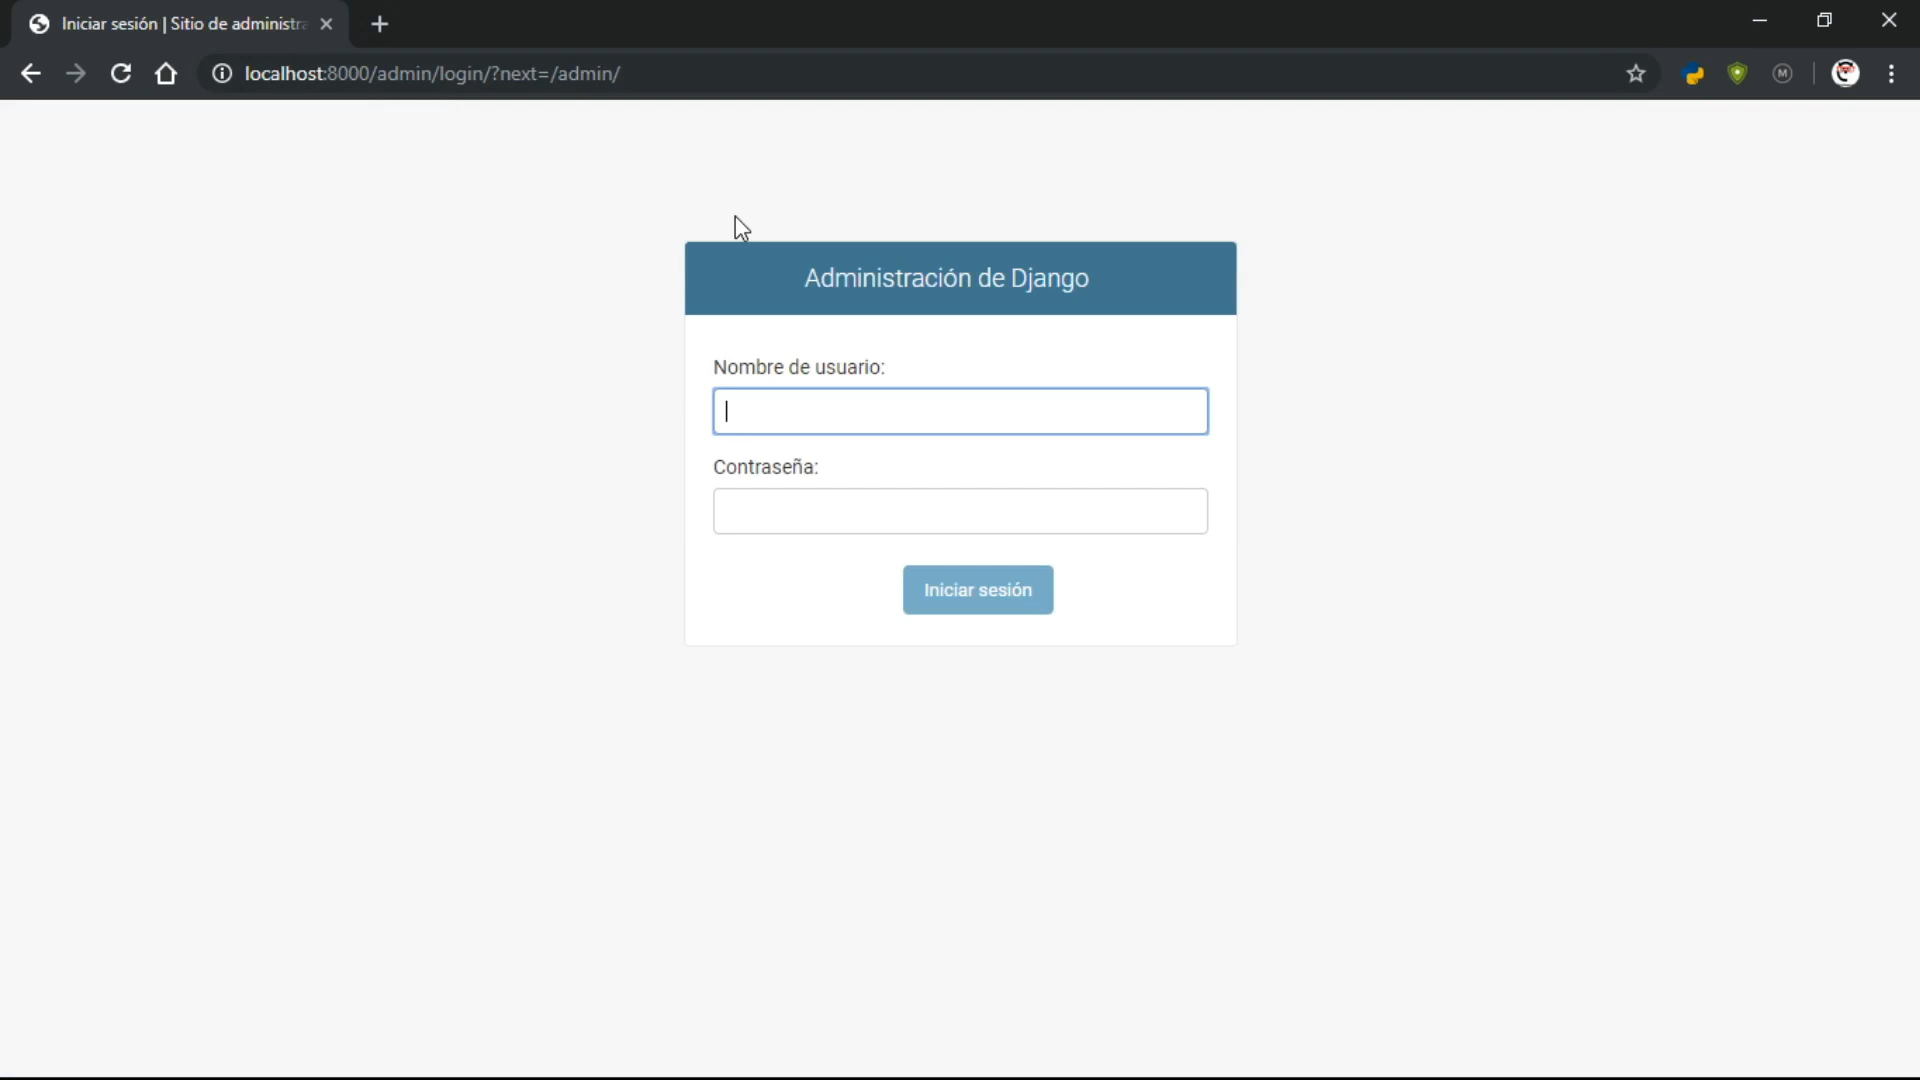 Iniciar sesión | Sitio de administra
localhost:8000/admin/login/?next=/admin/
M
Administración de Django
Nombre de usuario:
Contraseña:
Iniciar sesión